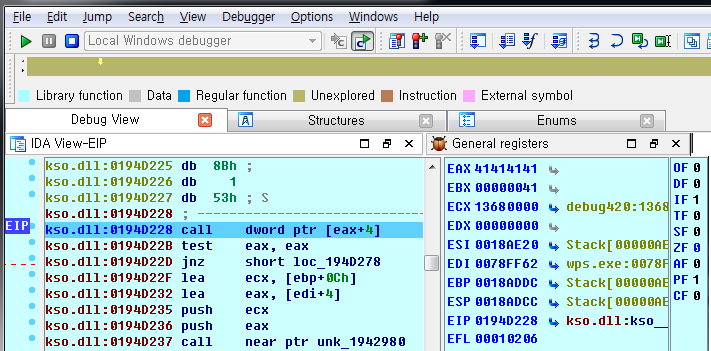 File Edit Jump Search View Debugger Options Windows Help
Local Windows debugger
Library function Data Regular function Unexplored Instruction External symbol
Debug View Structures Enums
IDA View-EIP General registers
kso.dll:0194D225 db 8Bh ;
kso.dll:0194D226 db 1
kso.dll:0194D227 db 53h ; S
kso.dll:0194D228 ; ---------------------------
EIP kso.dll:0194D228 call dword ptr [eax+4]
kso.dll:0194D22B test eax, eax
kso.dll:0194D22D jnz short loc_194D278
kso.dll:0194D22F lea ecx, [ebp+0Ch]
kso.dll:0194D232 lea eax, [edi+4]
kso.dll:0194D235 push ecx
kso.dll:0194D236 push eax
kso.dll:0194D237 call near ptr unk_1942980
EAX 41414141
EBX 00000041
ECX 13680000 debug420:1368
EDX 00000000
ESI 0018AE20 Stack[00000AE
EDI 0078FF62 wps.exe:0078F
EBP 0018ADDC Stack[00000AE
ESP 0018ADCC Stack[00000AE
EIP 0194D228 kso.dll:kso__
EFL 00010206
OF 0
DF 0
IF 1
TF 0
SF 0
ZF 0
AF 0
PF 1
CF 0